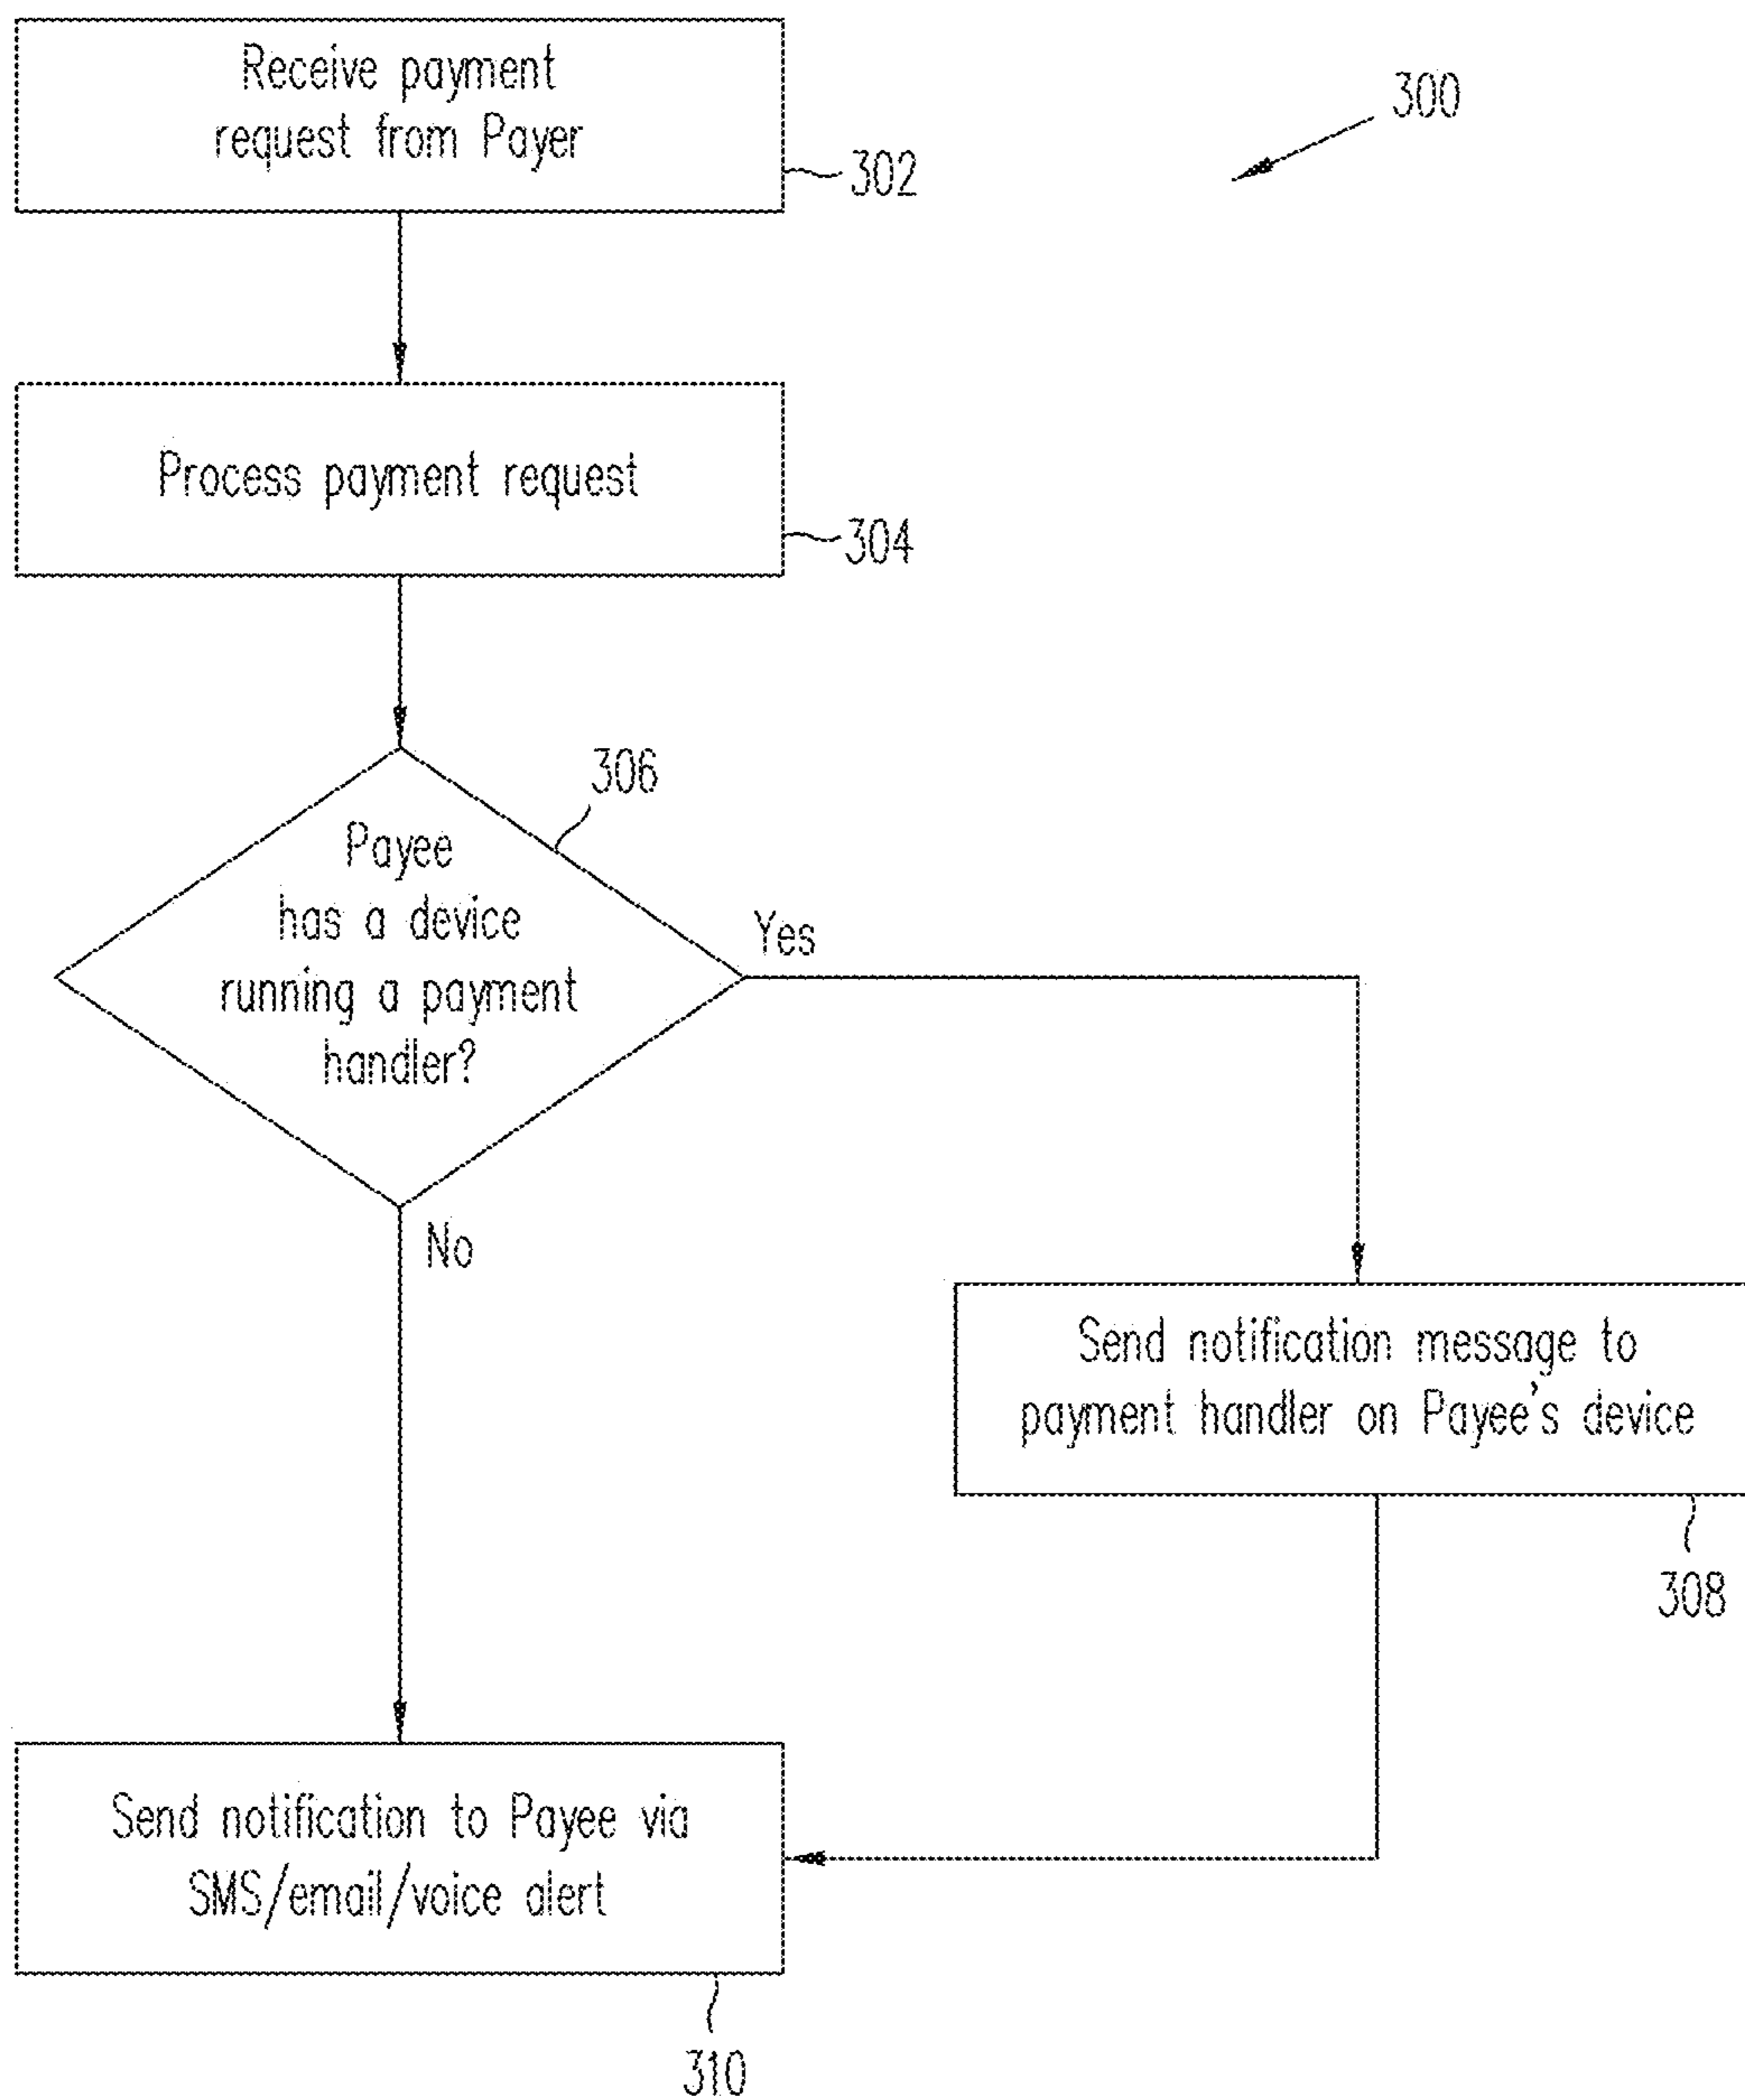 Receive payment
request from Payer
302
300
Process payment request
304
306
Payee
has a device
running a payment
handler?
Yes
No
Send notification message to
payment handler on Payee's device
308
Send notification to Payee via
SMS/email/voice alert
310